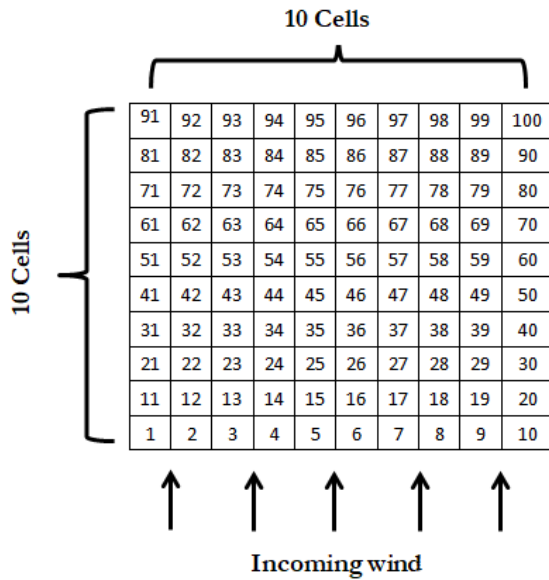 10 Cells
91 92 93 94 95 96 97 98 99 100
81 82 83 84 85 86 87 88 89 90
71 72 73 74 75 76 77 78 79 80
61 62 63 64 65 66 67 68 69 70
51 52 53 54 55 56 57 58 59 60
10 Cells
41 42 43 44 45 46 47 48 49 50
31 32 33 34 35 36 37 38 39 40
21 22 23 24 25 26 27 28 29 30
11 12 13 14 15 16 17 18 19 20
1 2 3 4 5 6 7 8 9 10
Incoming wind